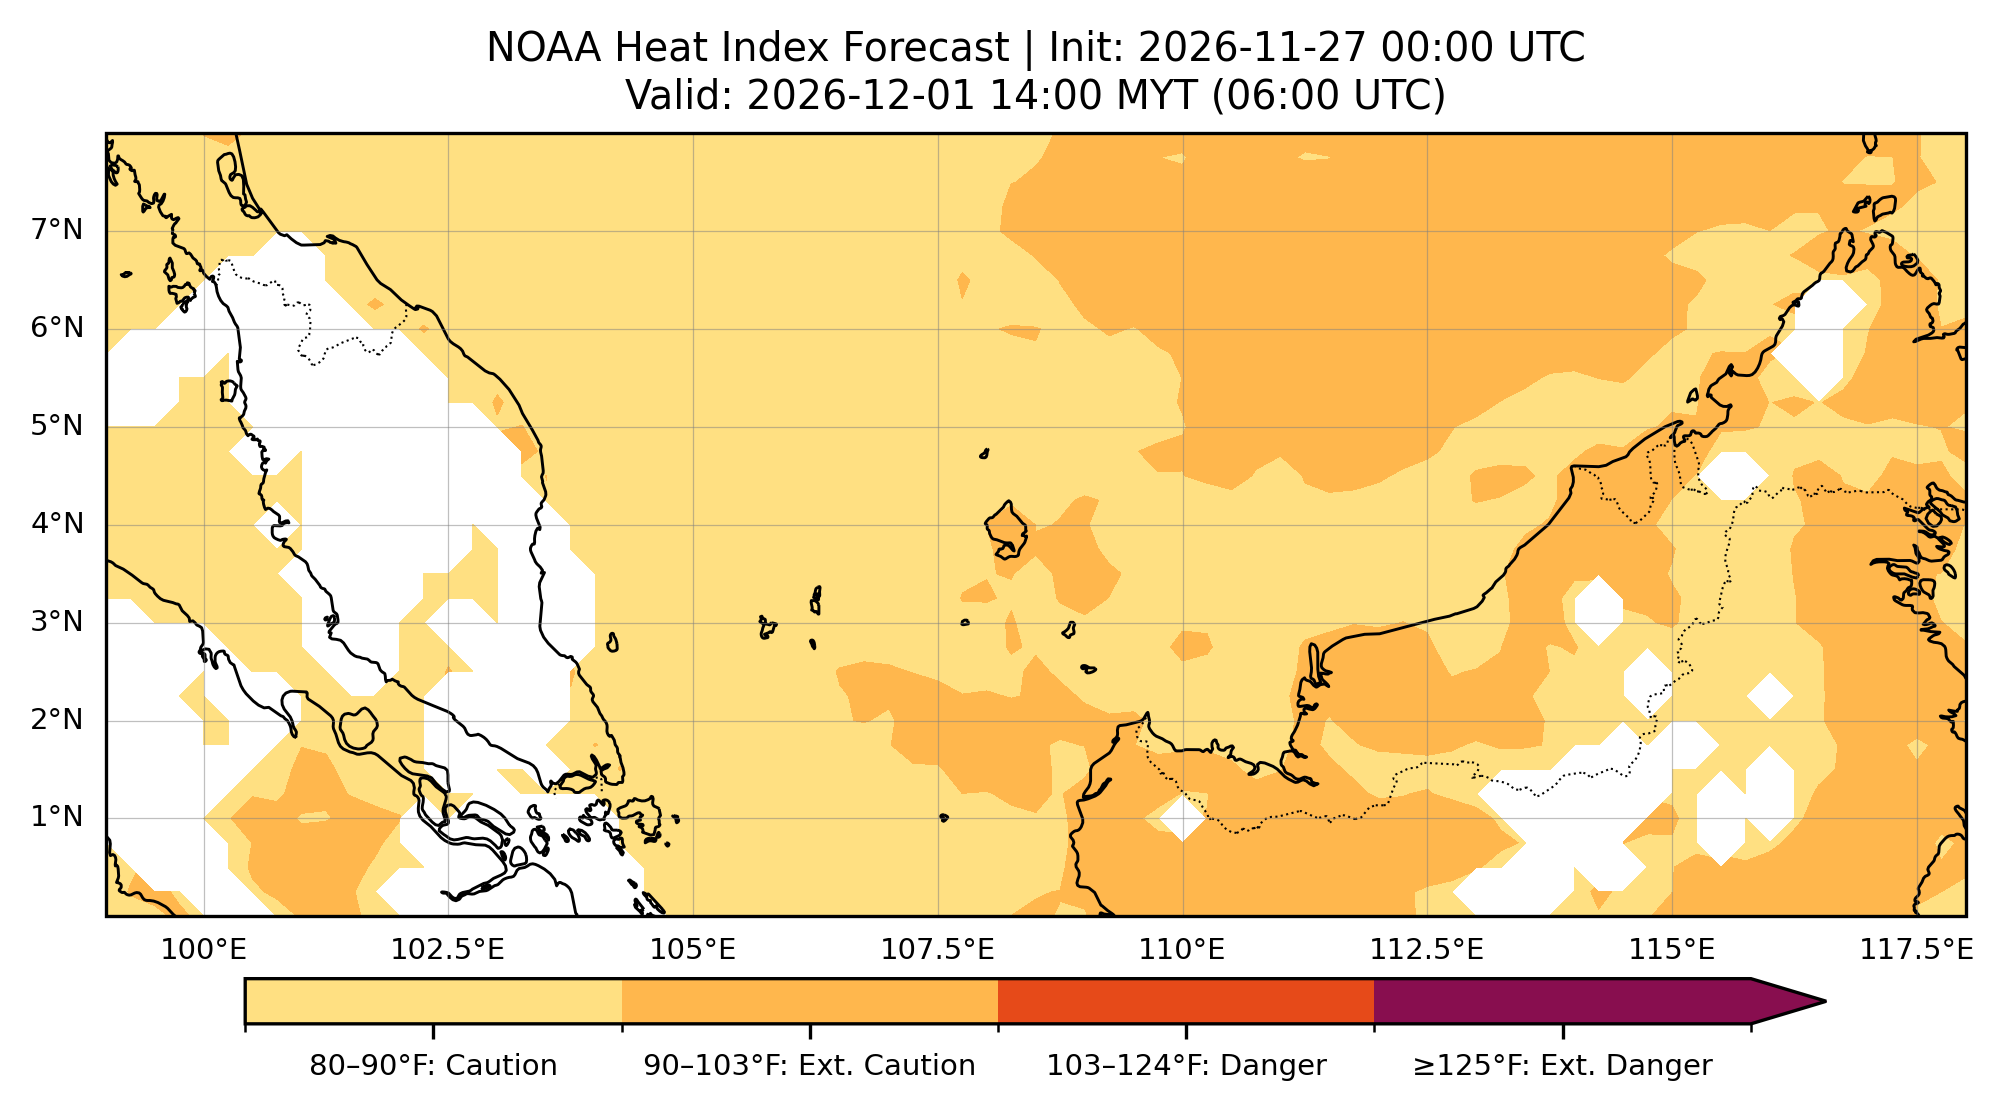 NOAA Heat Index Forecast | Init: 2026-11-27 00:00 UTC
Valid: 2026-12-01 14:00 MYT (06:00 UTC)
7°N
6°N
5°N
4°N
3°N
2°N
1°N
100°E 102.5°E 105°E 107.5°E 110°E 112.5°E 115°E 117.5°E
80–90°F: Caution 90–103°F: Ext. Caution 103–124°F: Danger ≥125°F: Ext. Danger